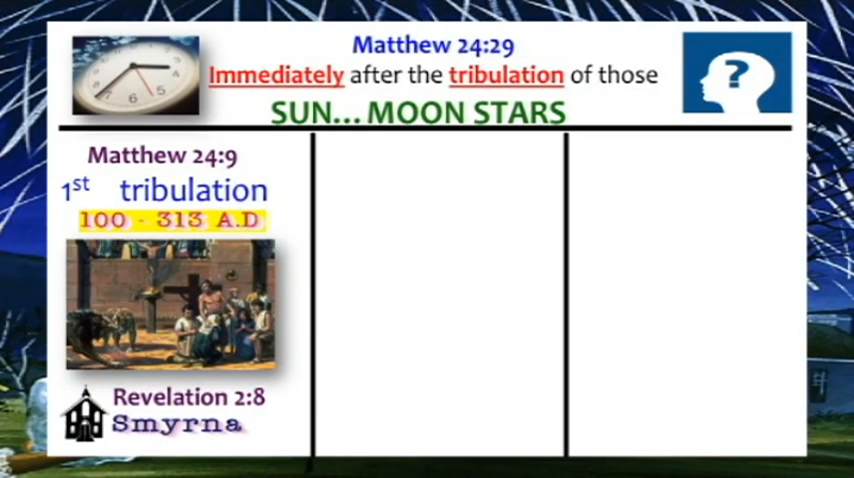 Matthew 24:29
Immediately after the tribulation of those
SUN... MOON STARS
Matthew 24:9
1st tribulation
100 - 313 A.D
Revelation 2:8
Smyrna